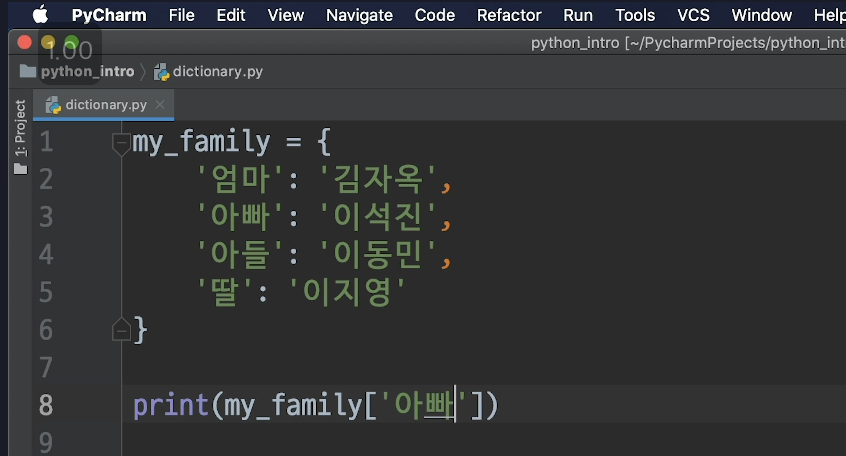 PyCharm File Edit View Navigate Code Refactor Run Tools VCS Window Help
python_intro [~/PycharmProjects/python_int
1.00
python_intro dictionary.py
dictionary.py
1: Project
1 my_family = {
2 '엄마': '김자옥',
3 '아빠': '이석진',
4 '아들': '이동민',
5 '딸': '이지영'
6 }
7
8 print(my_family['아빠'])
9